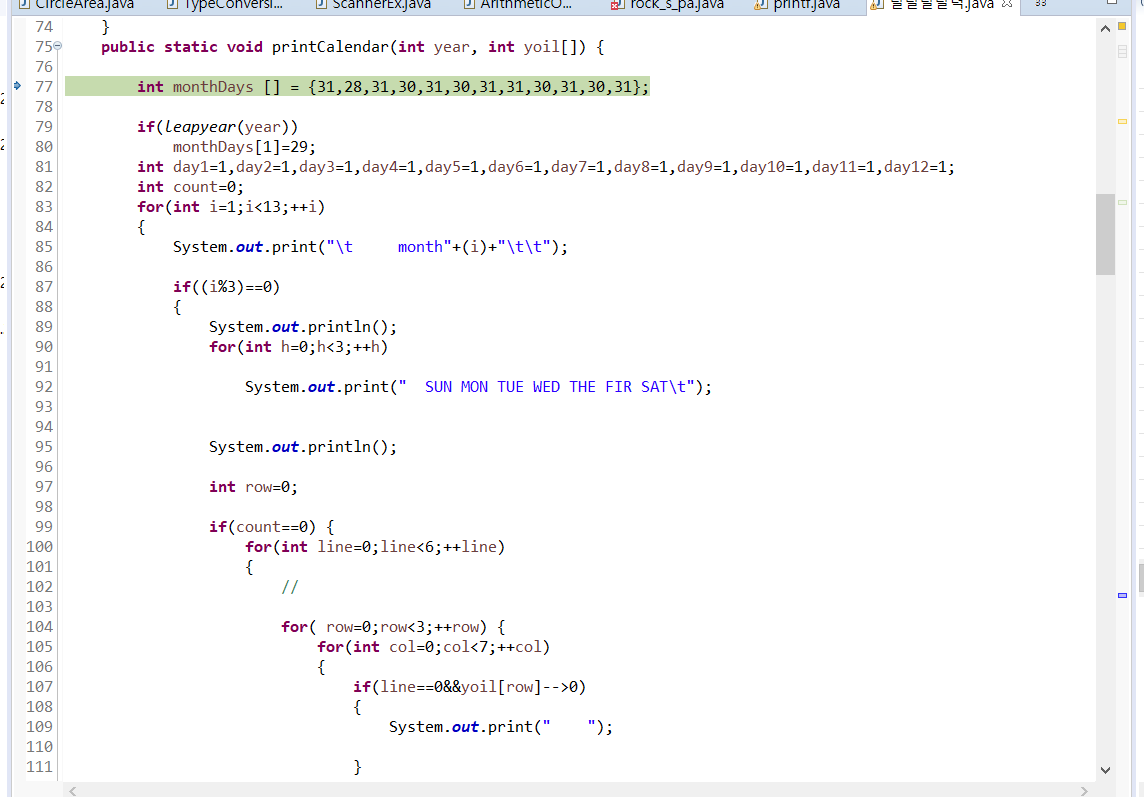 CircleArea.java TypeConversi... ScannerEx.java ArithmeticO... rock_s_pa.java printf.java
74 }
75 public static void printCalendar(int year, int yoil[]) {
76
77 int monthDays [] = {31,28,31,30,31,30,31,31,30,31,30,31};
78
79 if(leapyear(year))
80 monthDays[1]=29;
81 int day1=1,day2=1,day3=1,day4=1,day5=1,day6=1,day7=1,day8=1,day9=1,day10=1,day11=1,day12=1;
82 int count=0;
83 for(int i=1;i<13;++i)
84 {
85 System.out.print("\t     month"+(i)+"\t\t");
86
87 if((i%3)==0)
88 {
89 System.out.println();
90 for(int h=0;h<3;++h)
91
92 System.out.print("  SUN MON TUE WED THE FIR SAT\t");
93
94
95 System.out.println();
96
97 int row=0;
98
99 if(count==0) {
100 for(int line=0;line<6;++line)
101 {
102 //
103
104 for( row=0;row<3;++row) {
105 for(int col=0;col<7;++col)
106 {
107 if(line==0&&yoil[row]-->0)
108 {
109 System.out.print("    ");
110
111 }